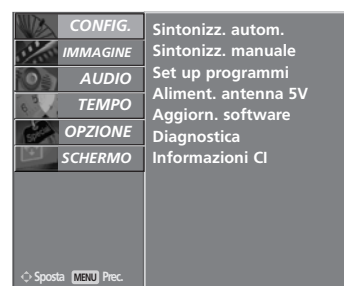 CONFIG.
IMMAGINE
AUDIO
TEMPO
OPZIONE
SCHERMO
Sintonizz. autom.
Sintonizz. manuale
Set up programmi
Aliment. antenna 5V
Aggiorn. software
Diagnostica
Informazioni CI
Sposta MENU Prec.